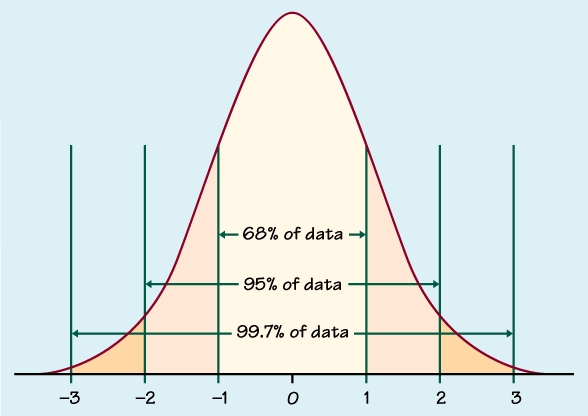 68% of data
95% of data
99.7% of data
−3 −2 −1 0 1 2 3